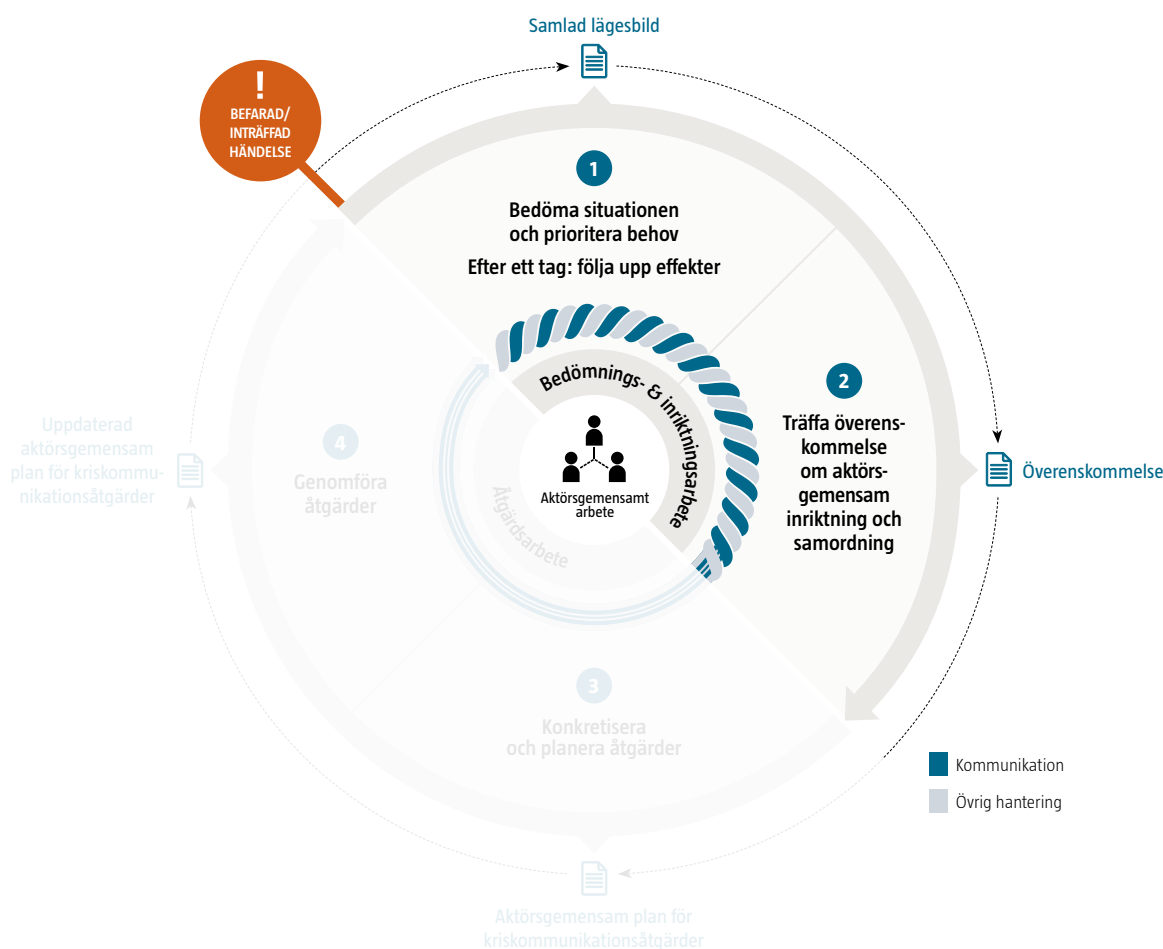 Samlad lägesbild
!
BEFARAD/
INTRÄFFAD
HÄNDELSE
1
Bedöma situationen
och prioritera behov
Efter ett tag: följa upp effekter
Bedömnings- & inriktningsarbete
2
Träffa överens-
kommelse
om aktörs-
gemensam
inriktning och
samordning
Överenskommelse
Uppdaterad
aktörsgemensam
plan för kriskommu-
nikationsåtgärder
4
Genomföra
åtgärder
Aktörsgemensamt
arbete
Åtgärdsarbete
3
Konkretisera
och planera åtgärder
Kommunikation
Övrig hantering
Aktörsgemensam plan för
kriskommunikationsåtgärder